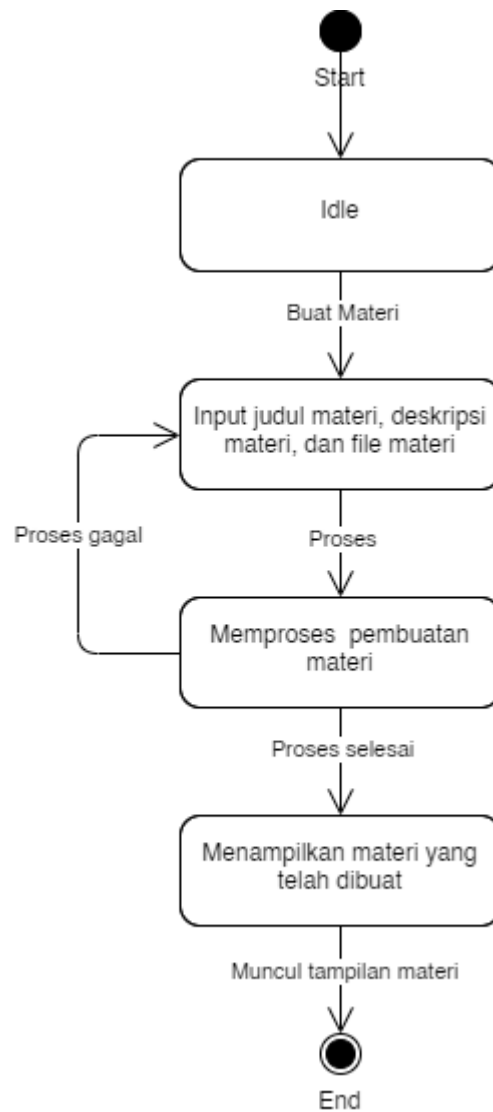 Start
Idle
Buat Materi
Input judul materi, deskripsi
materi, dan file materi
Proses gagal
Proses
Memproses  pembuatan
materi
Proses selesai
Menampilkan materi yang
telah dibuat
Muncul tampilan materi
End